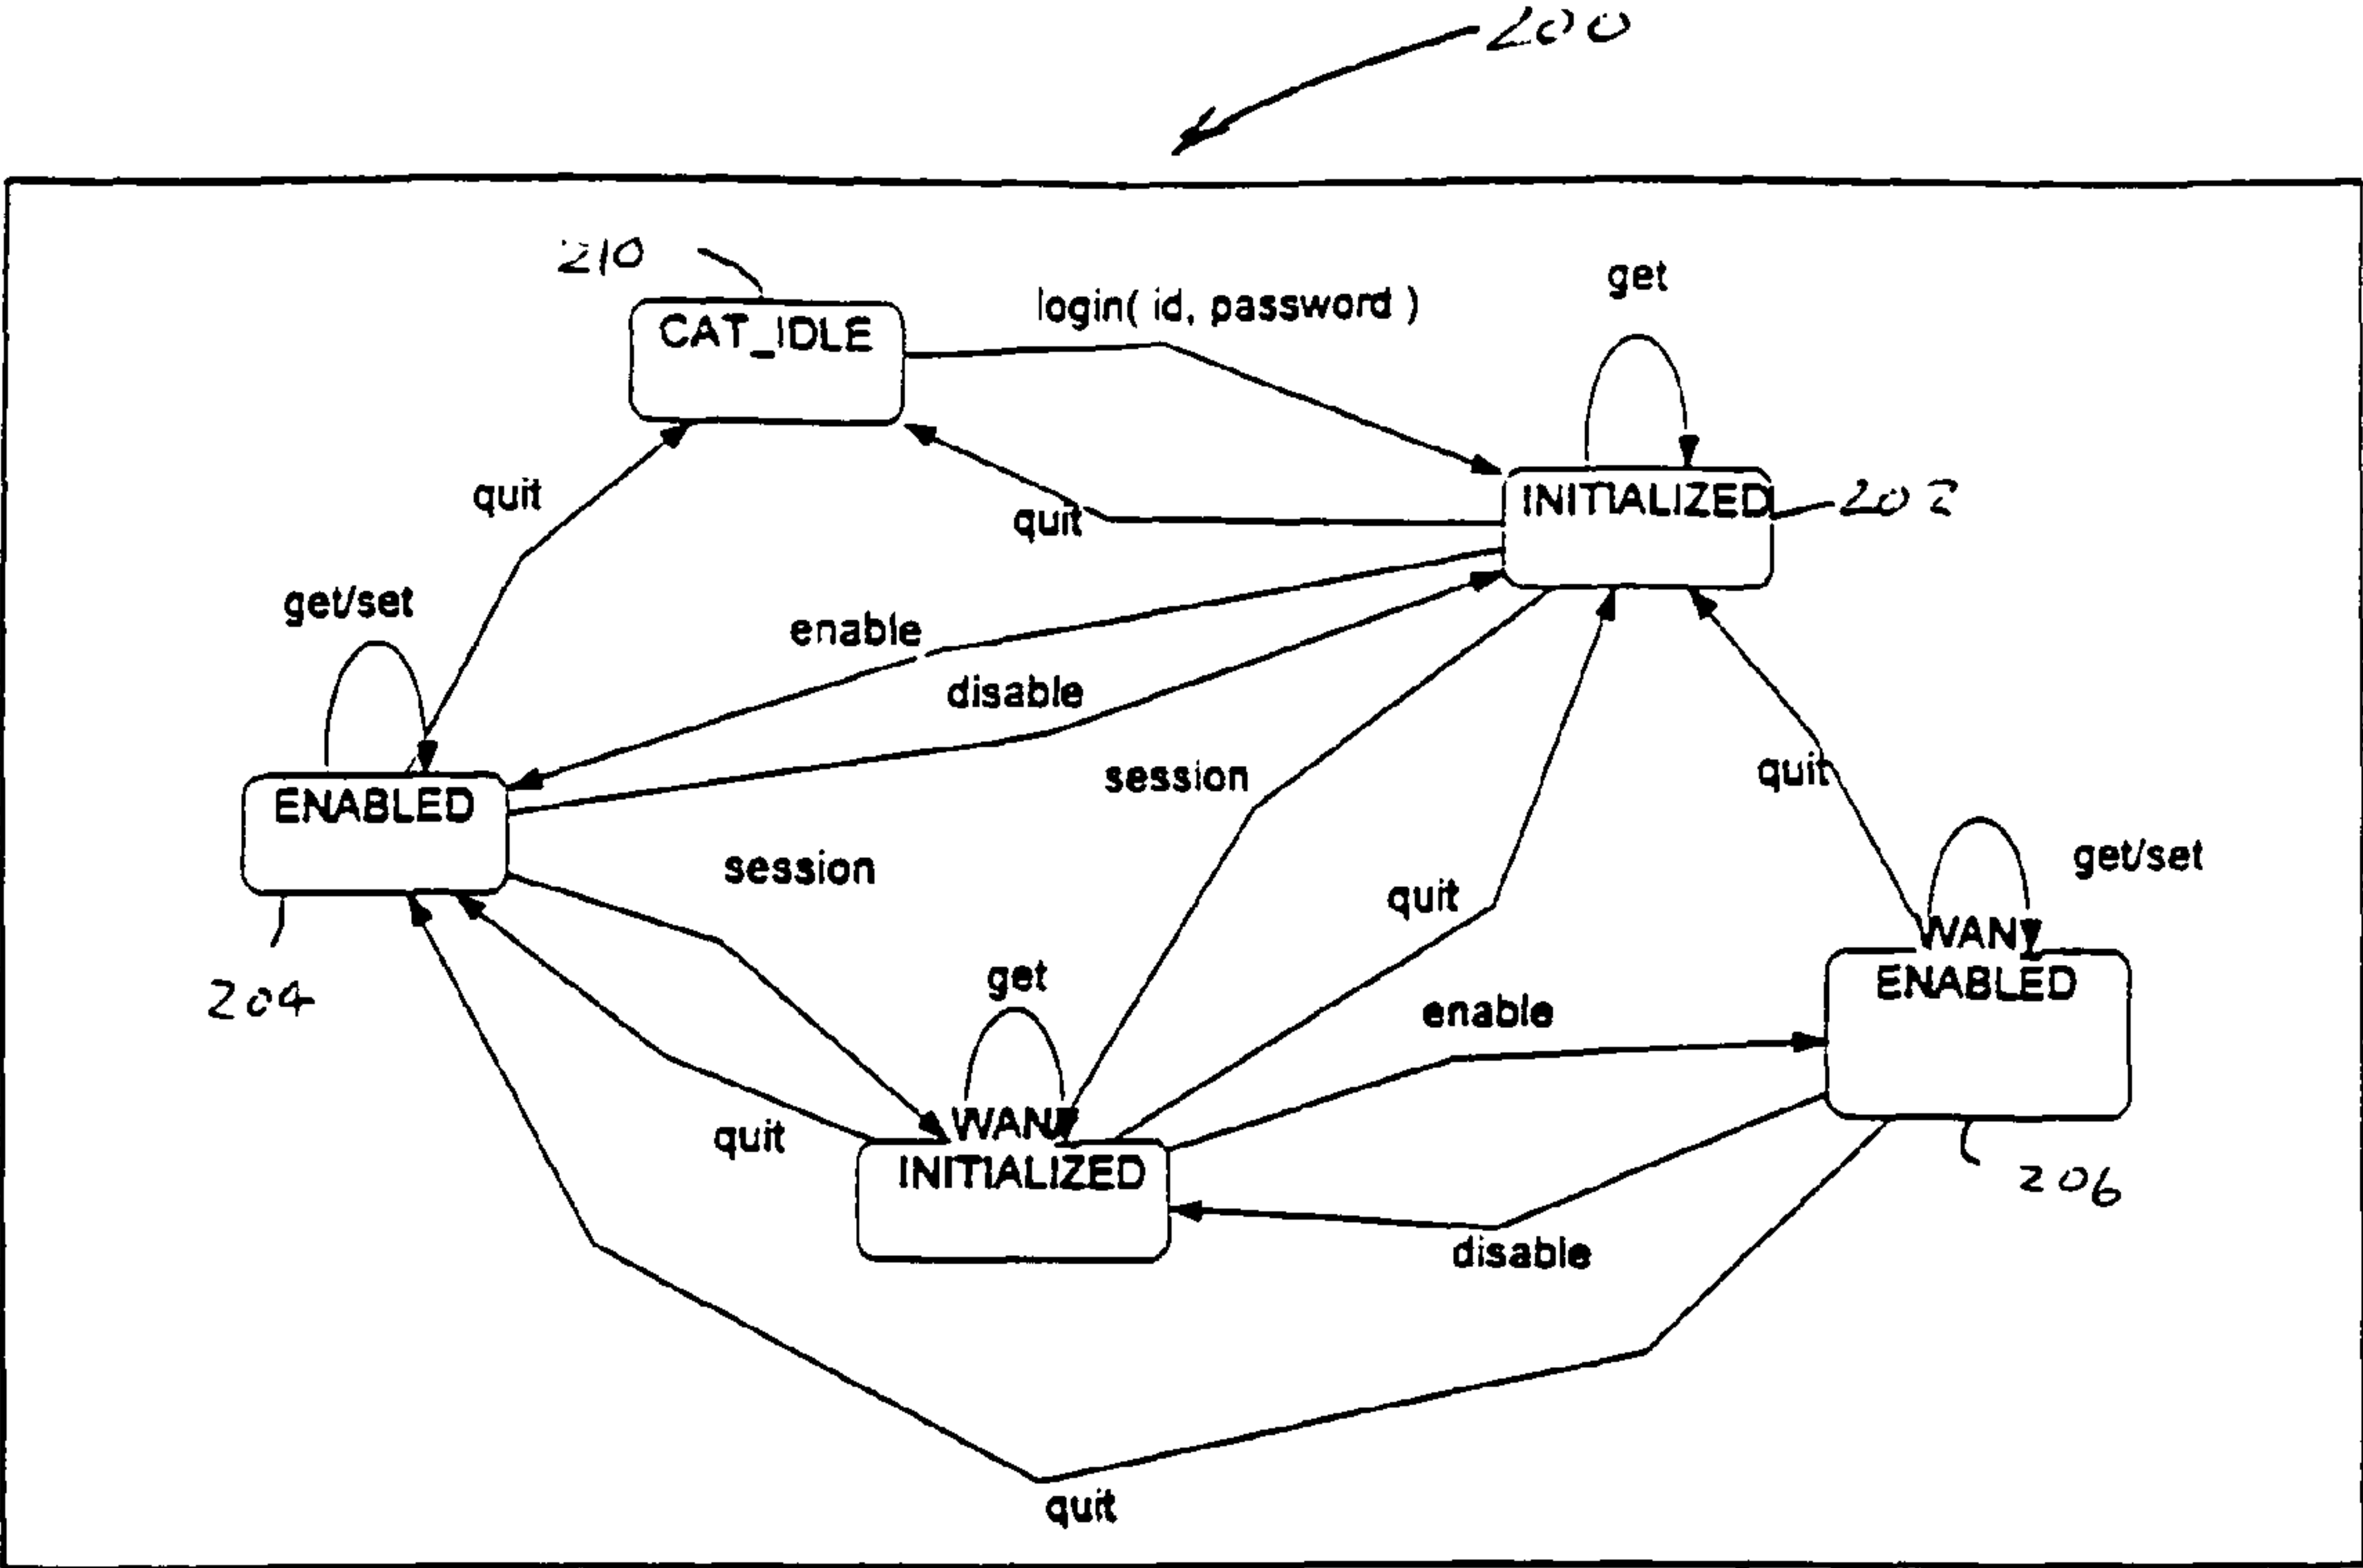 200
210
CAT_IDLE
login( id, password )
get
quit
quit
INITIALIZED
202
get/set
enable
disable
session
quit
ENABLED
session
quit
get/set
204
get
WAN
ENABLED
enable
WAN
INITIALIZED
quit
206
disable
quit